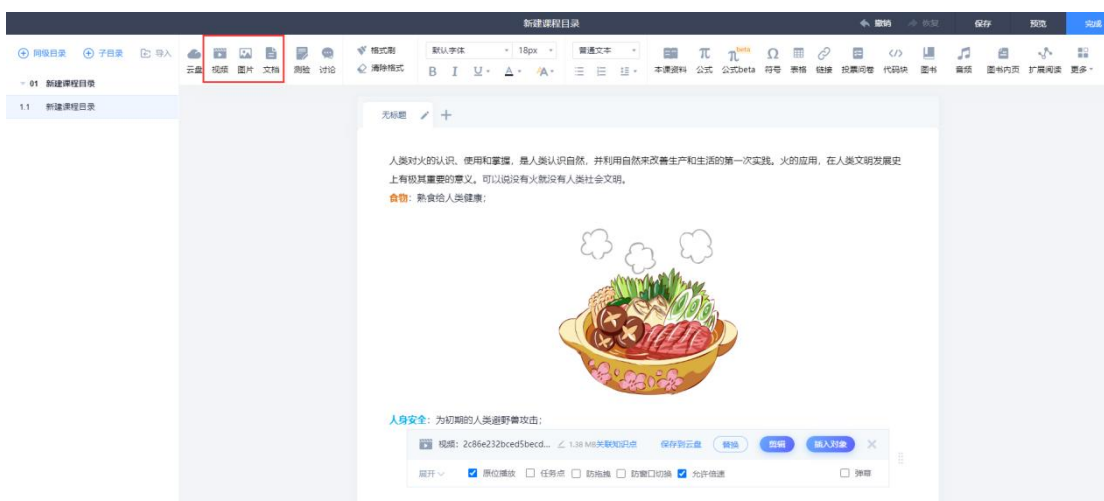 新建课程目录 撤销 恢复 保存 预览 完成
同级目录 子目录 导入
云盘 视频 图片 文档 测验 讨论
格式刷
清除格式
默认字体 18px 普通文本
B I U A A
本课资料 公式 公式beta 符号 表格 链接 投票问卷 代码块 图书 音频 图书内页 扩展阅读 更多
01 新建课程目录
1.1 新建课程目录
无标题 +
人类对火的认识、使用和掌握,是人类认识自然,并利用自然来改善生产和生活的第一次实践。火的应用,在人类文明发展史
上有极其重要的意义。可以说没有火就没有人类社会文明。
食物:熟食给人类健康;
人身安全:为初期的人类避野兽攻击;
视频:2c86e232bced5becd... 1.38 MB 关联知识点 保存到云盘 替换 剪辑 插入对象
展开 原位播放 任务点 防拖拽 防窗口切换 允许倍速 弹幕